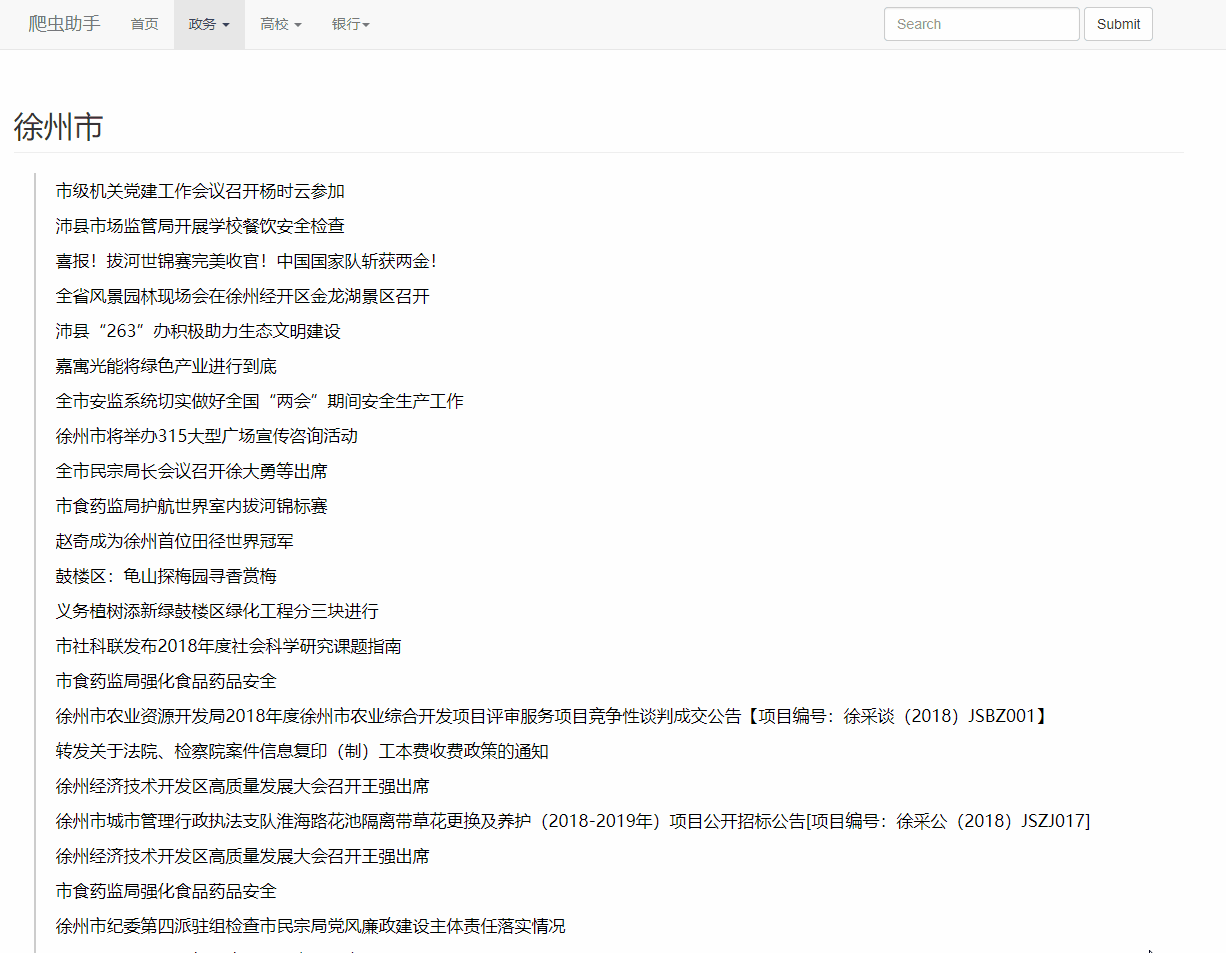 爬虫助手 首页 政务 高校 银行 Search Submit
徐州市
市级机关党建工作会议召开杨时云参加
沛县市场监管局开展学校餐饮安全检查
喜报！拔河世锦赛完美收官！中国国家队斩获两金！
全省风景园林现场会在徐州经开区金龙湖景区召开
沛县“263”办积极助力生态文明建设
嘉寓光能将绿色产业进行到底
全市安监系统切实做好全国“两会”期间安全生产工作
徐州市将举办315大型广场宣传咨询活动
全市民宗局长会议召开徐大勇等出席
市食药监局护航世界室内拔河锦标赛
赵奇成为徐州首位田径世界冠军
鼓楼区：龟山探梅园寻香赏梅
义务植树添新绿鼓楼区绿化工程分三块进行
市社科联发布2018年度社会科学研究课题指南
市食药监局强化食品药品安全
徐州市农业资源开发局2018年度徐州市农业综合开发项目评审服务项目竞争性谈判成交公告【项目编号：徐采谈（2018）JSBZ001】
转发关于法院、检察院案件信息复印（制）工本费收费政策的通知
徐州经济技术开发区高质量发展大会召开王强出席
徐州市城市管理行政执法支队淮海路花池隔离带草花更换及养护（2018-2019年）项目公开招标公告[项目编号：徐采公（2018）JSZJ017]
徐州经济技术开发区高质量发展大会召开王强出席
市食药监局强化食品药品安全
徐州市纪委第四派驻组检查市民宗局党风廉政建设主体责任落实情况